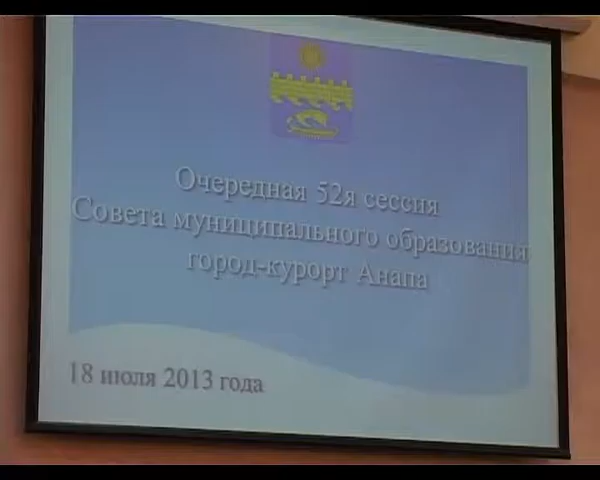 Очередная 52я сессия
Совета муниципального образования
город-курорт Анапа
18 июля 2013 года